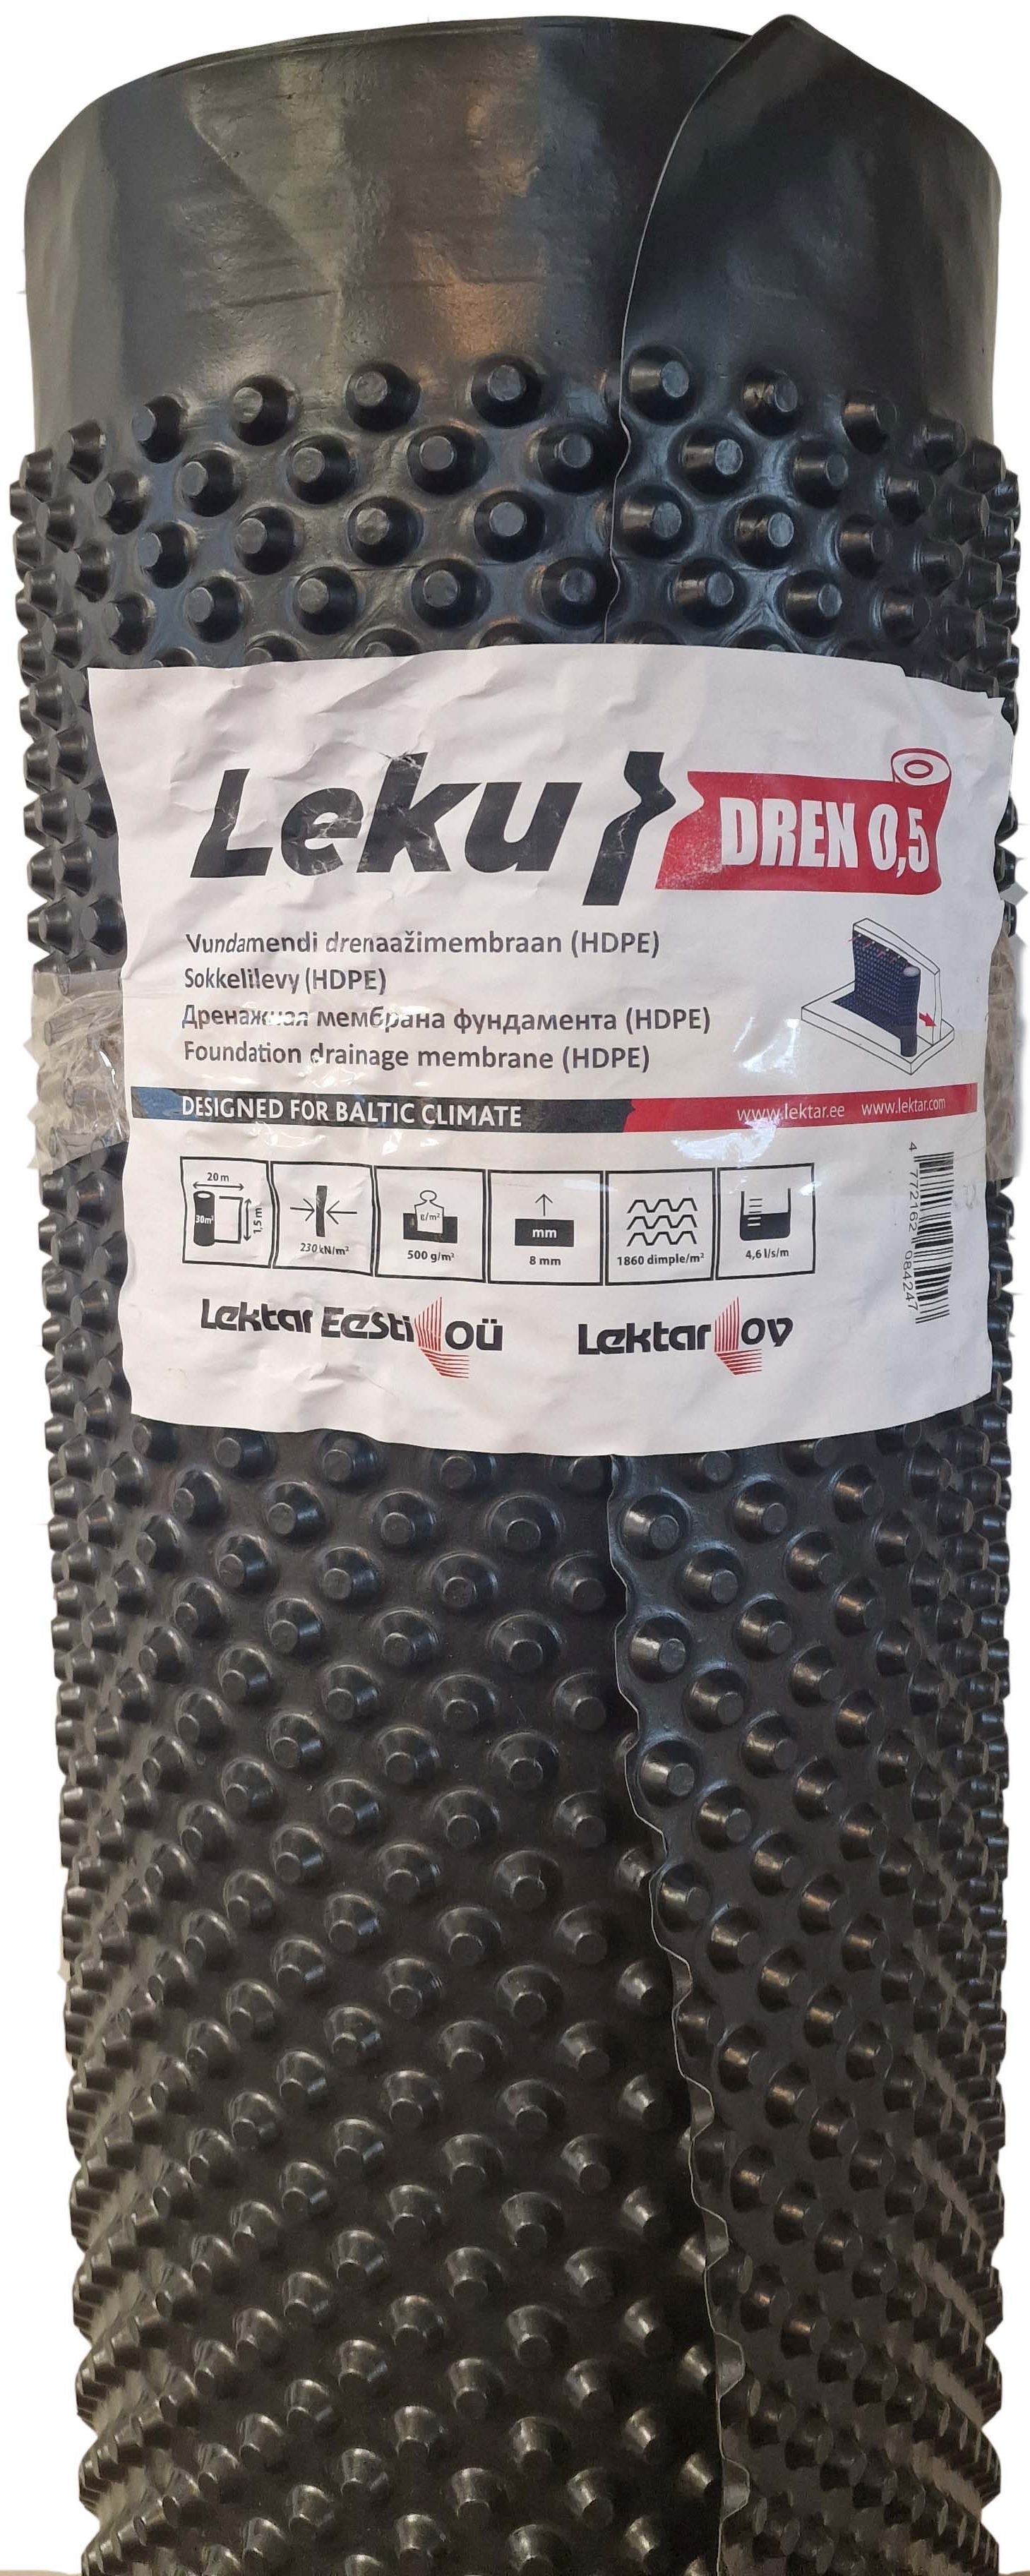 Leku
DREN 0,5
Vundamendi drenaažimembraan (HDPE)
Sokkelilevy (HDPE)
Дренажная мембрана фундамента (HDPE)
Foundation drainage membrane (HDPE)
DESIGNED FOR BALTIC CLIMATE
www.lektar.ee www.lektar.com
20 m
30m²
1,5 m
230 kN/m²
g/m²
500 g/m²
mm
8 mm
1860 dimple/m²
4,6 l/s/m
4 772162 084247
Lektar Eesti OÜ
Lektar Oy